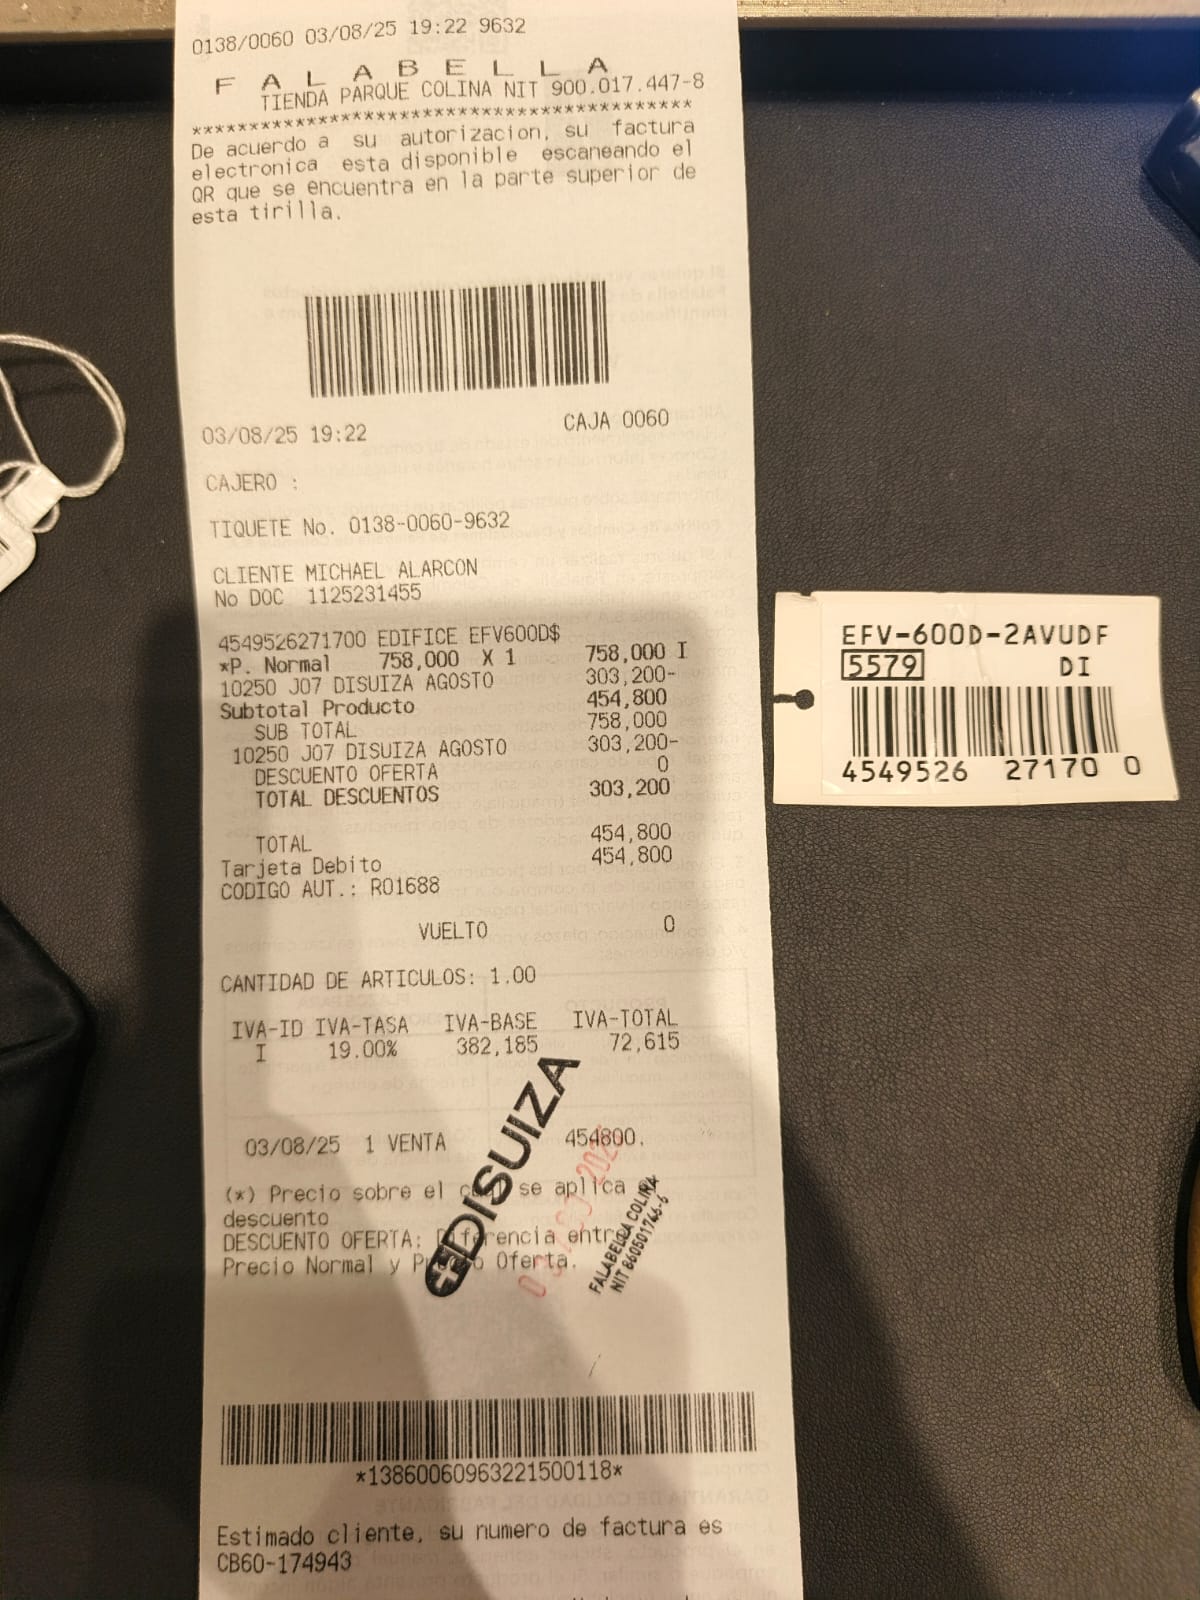 0138/0060 03/08/25 19:22 9632
F A L A B E L L A
TIENDA PARQUE COLINA NIT 900.017.447-8
******************************************
De acuerdo a su autorizacion, su factura
electronica esta disponible escaneando el
QR que se encuentra en la parte superior de
esta tirilla.
03/08/25 19:22 CAJA 0060
CAJERO :
TIQUETE No. 0138-0060-9632
CLIENTE MICHAEL ALARCON
No DOC 1125231455
4549526271700 EDIFICE EFV600D$
*P. Normal 758,000 X 1 758,000 I
10250 J07 DISUIZA AGOSTO 303,200-
Subtotal Producto 454,800
SUB TOTAL 758,000
10250 J07 DISUIZA AGOSTO 303,200-
DESCUENTO OFERTA 0
TOTAL DESCUENTOS 303,200
TOTAL 454,800
Tarjeta Debito 454,800
CODIGO AUT.: R01688
VUELTO 0
CANTIDAD DE ARTICULOS: 1.00
IVA-ID IVA-TASA IVA-BASE IVA-TOTAL
I 19.00% 382,185 72,615
03/08/25 1 VENTA 454800.
(*) Precio sobre el se aplica
descuento
DESCUENTO OFERTA: Diferencia entre
Precio Normal y Precio Oferta.
DISUIZA
FALABELLA COLINA
NIT 860501766-6
*138600609632215001​18*
Estimado cliente, su numero de factura es
CB60-174943
EFV-600D-2AVUDF
5579 DI
4549526 27170 0